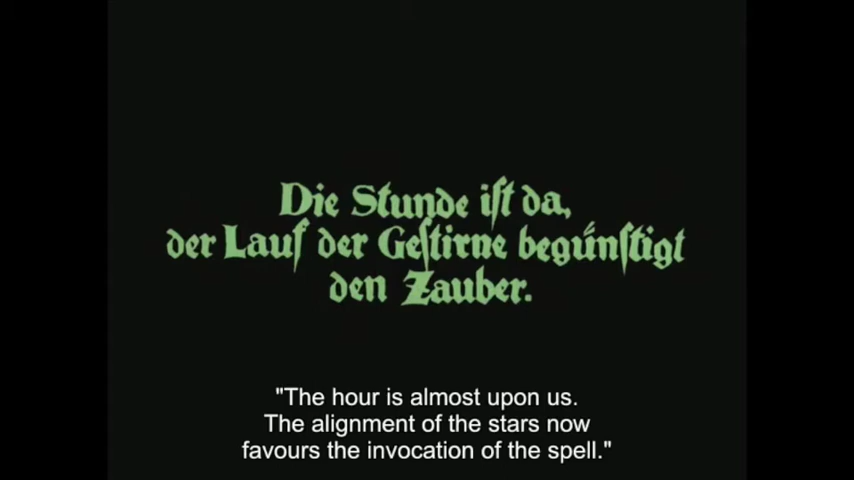 Die Stunde iſt da,
der Lauf der Geſtirne begünſtigt
den Zauber.
"The hour is almost upon us.
The alignment of the stars now
favours the invocation of the spell."